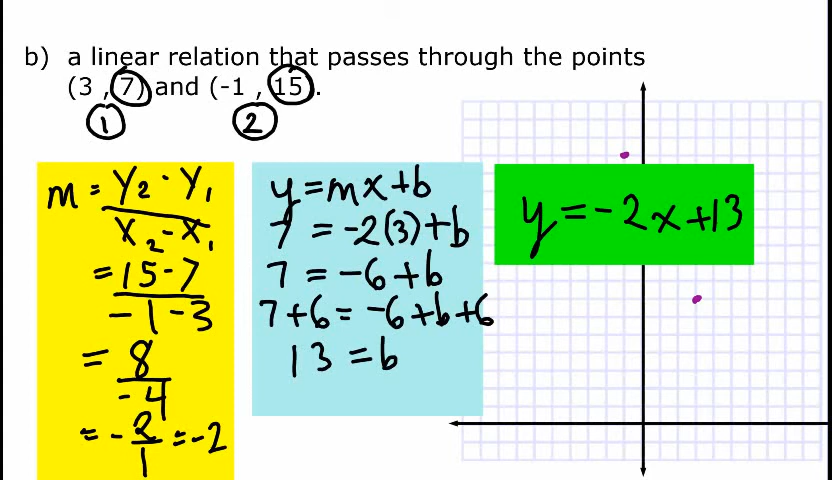 b) a linear relation that passes through the points
(3 , 7) and (-1 , 15).
1 2
m = Y2 - Y1
X2 - X1
= 15 - 7
-1 - 3
= 8
-4
= - 2 = -2
1
y = mx + b
7 = -2(3) + b
7 = -6 + b
7 + 6 = -6 + b + 6
13 = b
y = -2x + 13